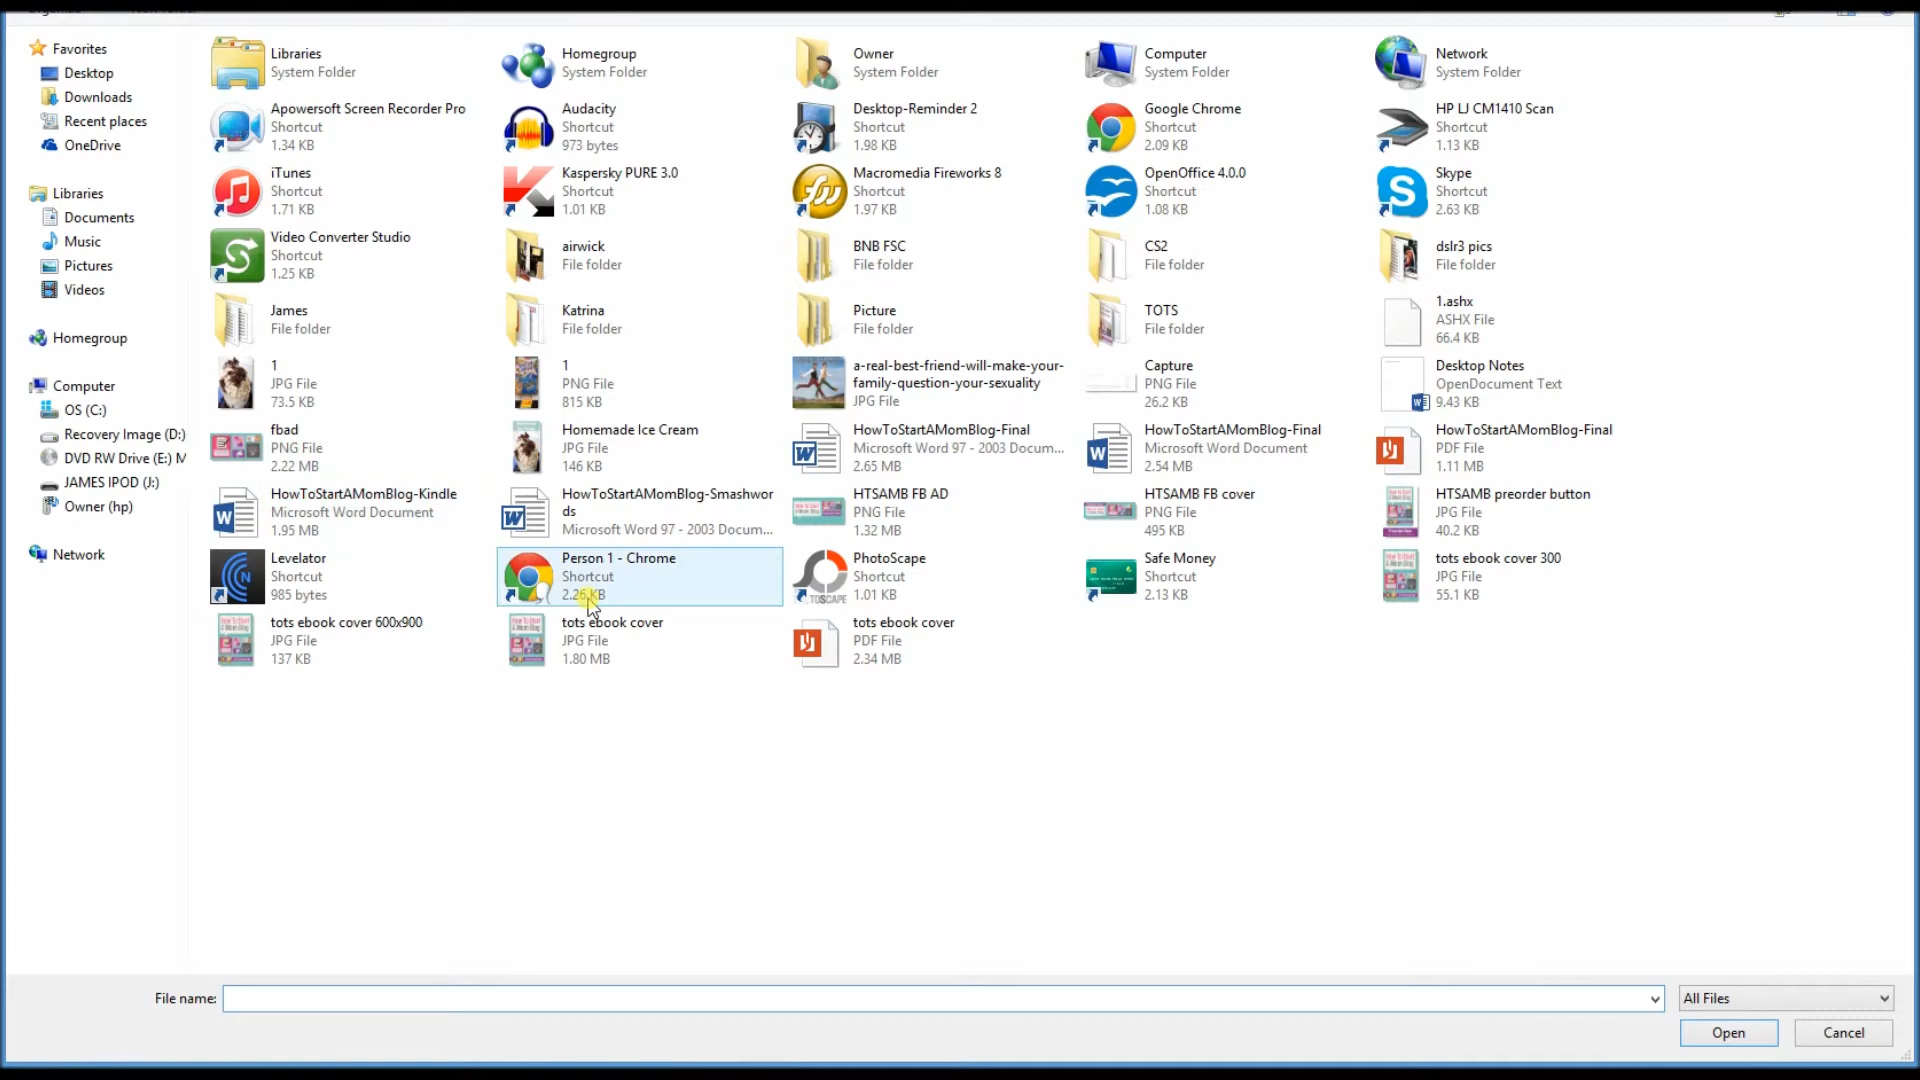 Favorites
Desktop
Downloads
Recent places
OneDrive
Libraries
Documents
Music
Pictures
Videos
Homegroup
Computer
OS (C:)
Recovery Image (D:)
DVD RW Drive (E:) M
JAMES IPOD (J:)
Owner (hp)
Network
Libraries
System Folder
Homegroup
System Folder
Owner
System Folder
Computer
System Folder
Network
System Folder
Apowersoft Screen Recorder Pro
Shortcut
1.34 KB
Audacity
Shortcut
973 bytes
Desktop-Reminder 2
Shortcut
1.98 KB
Google Chrome
Shortcut
2.09 KB
HP LJ CM1410 Scan
Shortcut
1.13 KB
iTunes
Shortcut
1.71 KB
Kaspersky PURE 3.0
Shortcut
1.01 KB
Macromedia Fireworks 8
Shortcut
1.97 KB
OpenOffice 4.0.0
Shortcut
1.08 KB
Skype
Shortcut
2.63 KB
Video Converter Studio
Shortcut
1.25 KB
airwick
File folder
BNB FSC
File folder
CS2
File folder
dslr3 pics
File folder
James
File folder
Katrina
File folder
Picture
File folder
TOTS
File folder
1.ashx
ASHX File
66.4 KB
1
JPG File
73.5 KB
1
PNG File
815 KB
a-real-best-friend-will-make-your-
family-question-your-sexuality
JPG File
Capture
PNG File
26.2 KB
Desktop Notes
OpenDocument Text
9.43 KB
fbad
PNG File
2.22 MB
Homemade Ice Cream
JPG File
146 KB
HowToStartAMomBlog-Final
Microsoft Word 97 - 2003 Docum...
2.65 MB
HowToStartAMomBlog-Final
Microsoft Word Document
2.54 MB
HowToStartAMomBlog-Final
PDF File
1.11 MB
HowToStartAMomBlog-Kindle
Microsoft Word Document
1.95 MB
HowToStartAMomBlog-Smashwor
ds
Microsoft Word 97 - 2003 Docum...
HTSAMB FB AD
PNG File
1.32 MB
HTSAMB FB cover
PNG File
495 KB
HTSAMB preorder button
JPG File
40.2 KB
Levelator
Shortcut
985 bytes
Person 1 - Chrome
Shortcut
2.26 KB
PhotoScape
Shortcut
1.01 KB
Safe Money
Shortcut
2.13 KB
tots ebook cover 300
JPG File
55.1 KB
tots ebook cover 600x900
JPG File
137 KB
tots ebook cover
JPG File
1.80 MB
tots ebook cover
PDF File
2.34 MB
File name:
All Files
Open
Cancel